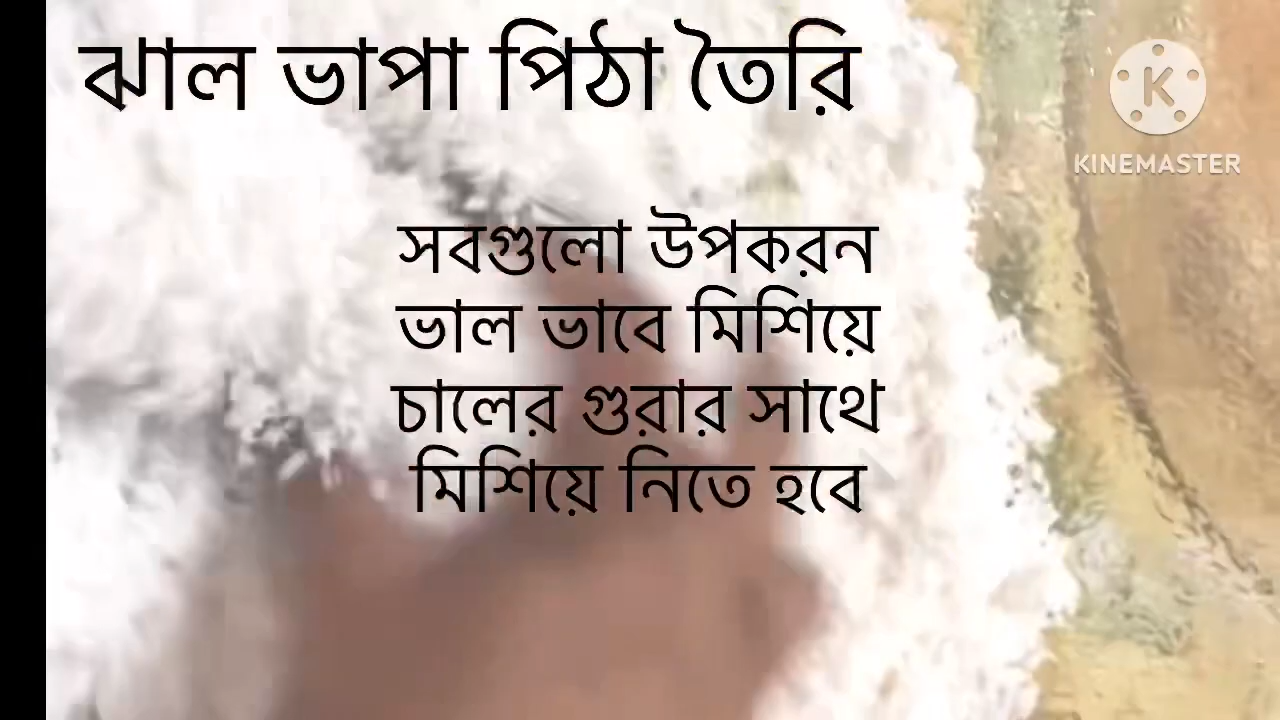 ঝাল ভাপা পিঠা তৈরি
K
KINEMASTER
সবগুলো উপকরন
ভাল ভাবে মিশিয়ে
চালের গুরার সাথে
মিশিয়ে নিতে হবে